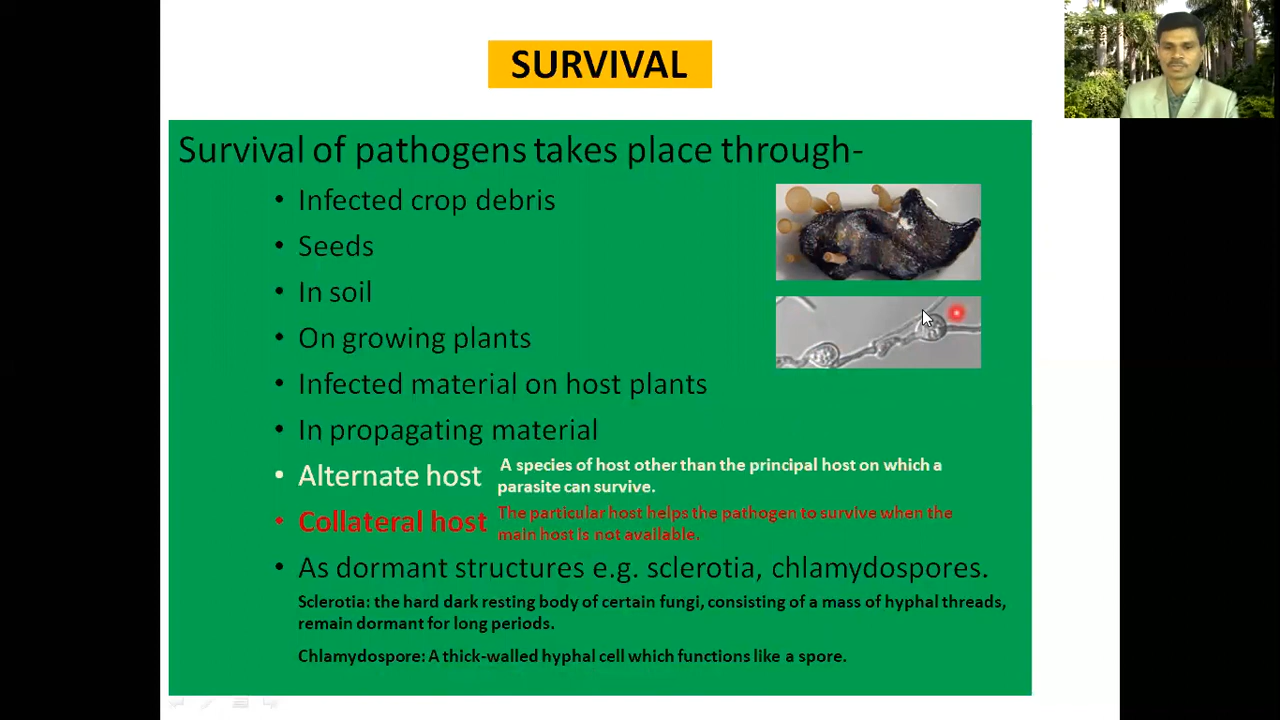 SURVIVAL
Survival of pathogens takes place through-
• Infected crop debris
• Seeds
• In soil
• On growing plants
• Infected material on host plants
• In propagating material
• Alternate host
A species of host other than the principal host on which a
parasite can survive.
• Collateral host
The particular host helps the pathogen to survive when the
main host is not available.
• As dormant structures e.g. sclerotia, chlamydospores.
Sclerotia: the hard dark resting body of certain fungi, consisting of a mass of hyphal threads,
remain dormant for long periods.
Chlamydospore: A thick-walled hyphal cell which functions like a spore.